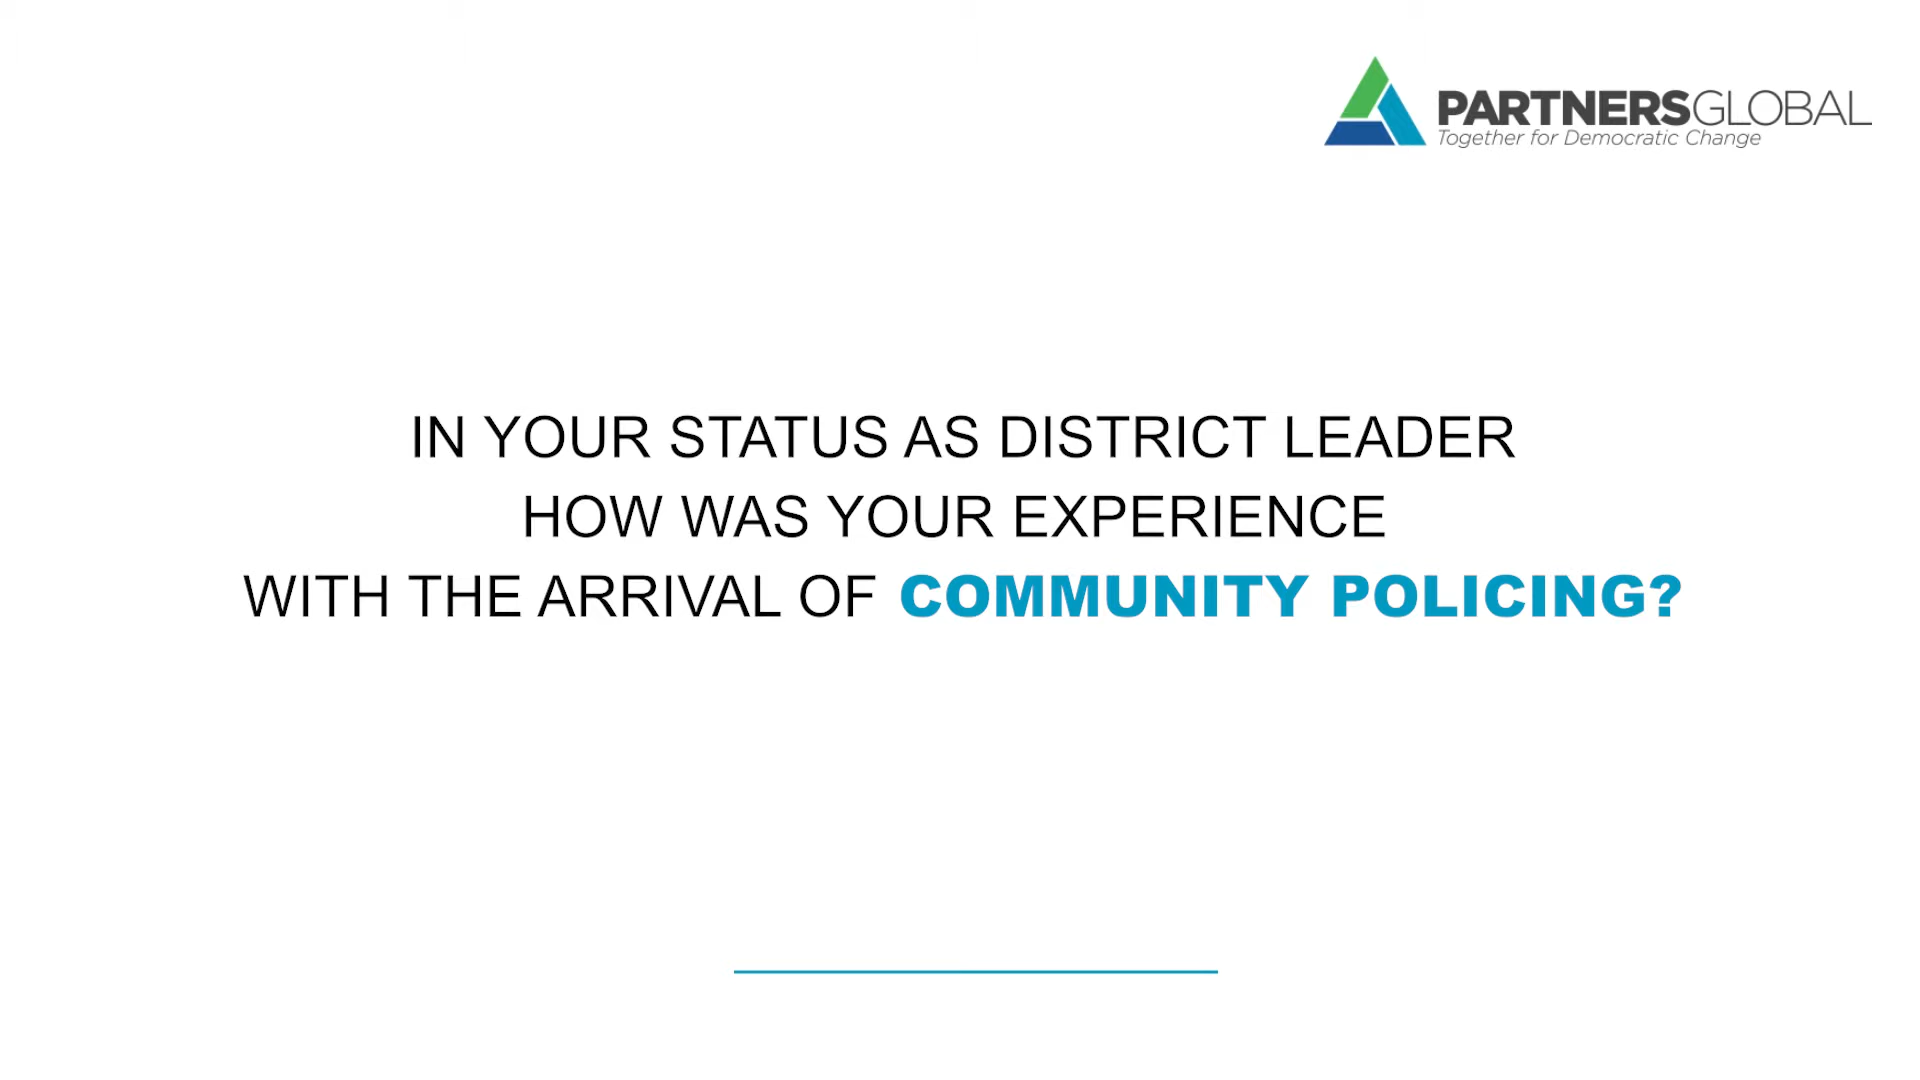 PARTNERSGLOBAL
Together for Democratic Change
IN YOUR STATUS AS DISTRICT LEADER
HOW WAS YOUR EXPERIENCE
WITH THE ARRIVAL OF COMMUNITY POLICING?